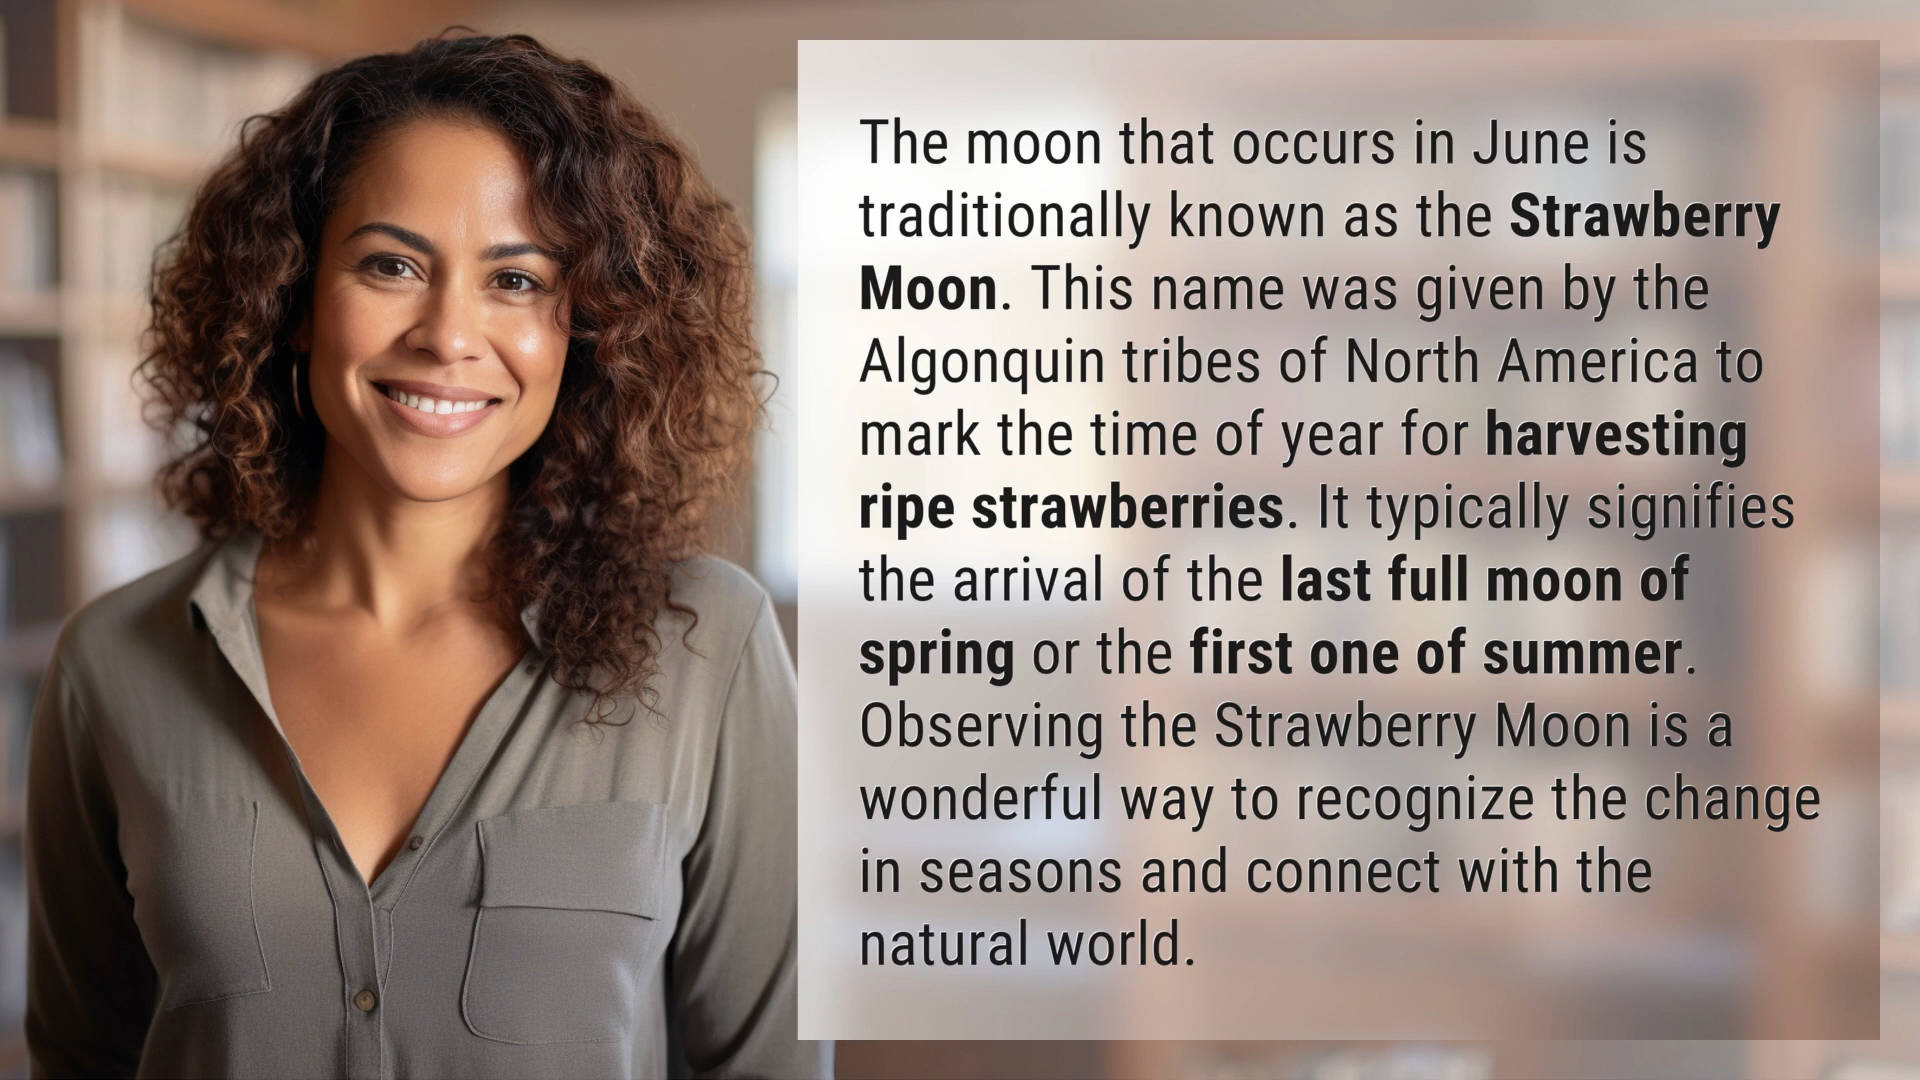 The moon that occurs in June is
traditionally known as the Strawberry
Moon. This name was given by the
Algonquin tribes of North America to
mark the time of year for harvesting
ripe strawberries. It typically signifies
the arrival of the last full moon of
spring or the first one of summer.
Observing the Strawberry Moon is a
wonderful way to recognize the change
in seasons and connect with the
natural world.